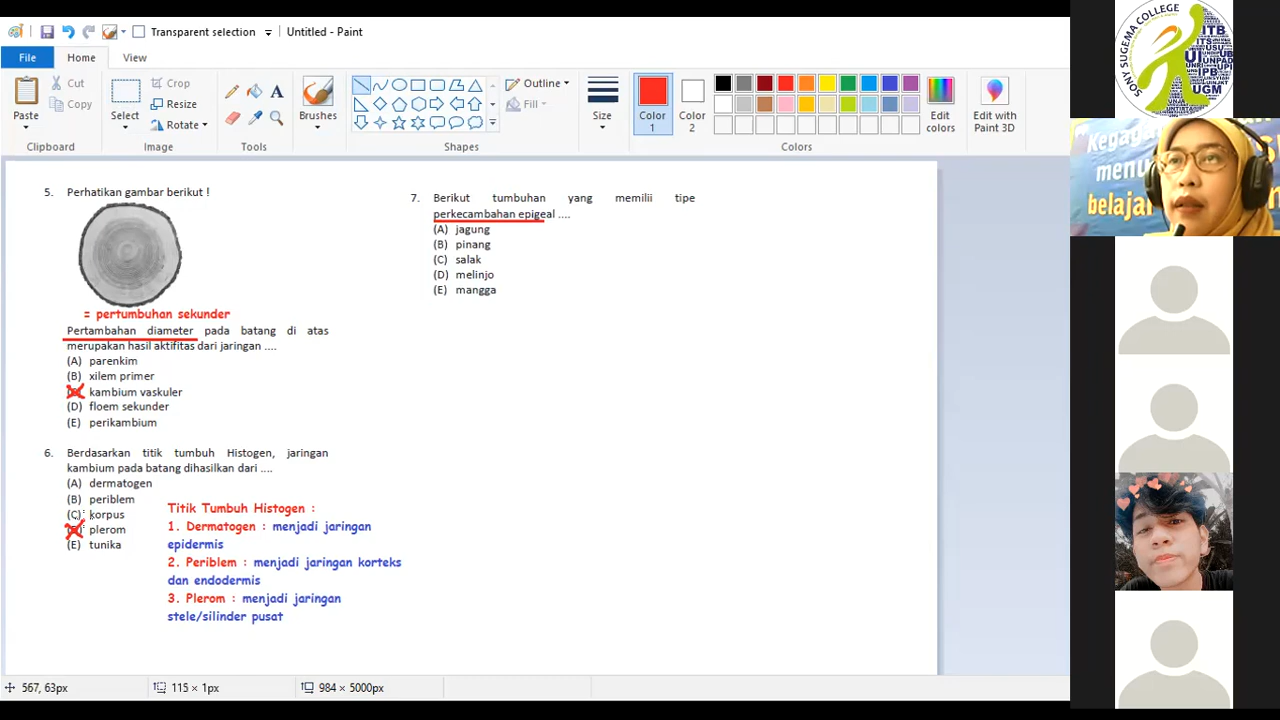 Transparent selection
Untitled - Paint
File
Home
View
Paste
Cut
Copy
Clipboard
Select
Crop
Resize
Rotate
Image
Tools
Brushes
Shapes
Outline
Fill
Size
Color 1
Color 2
Edit colors
Colors
Edit with Paint 3D
SONY SUGEMA COLLEGE
ITB
UI
UNPAD
IPB
UPI
UGM
menu
belaja
5. Perhatikan gambar berikut !
= pertumbuhan sekunder
Pertambahan diameter pada batang di atas
merupakan hasil aktifitas dari jaringan ....
(A) parenkim
(B) xilem primer
kambium vaskuler
(D) floem sekunder
(E) perikambium
6. Berdasarkan titik tumbuh Histogen, jaringan
kambium pada batang dihasilkan dari ....
(A) dermatogen
(B) periblem
(C) korpus
plerom
(E) tunika
Titik Tumbuh Histogen :
1. Dermatogen : menjadi jaringan
epidermis
2. Periblem : menjadi jaringan korteks
dan endodermis
3. Plerom : menjadi jaringan
stele/silinder pusat
7. Berikut tumbuhan yang memilii tipe
perkecambahan epigeal ....
(A) jagung
(B) pinang
(C) salak
(D) melinjo
(E) mangga
567, 63px
115 × 1px
984 × 5000px